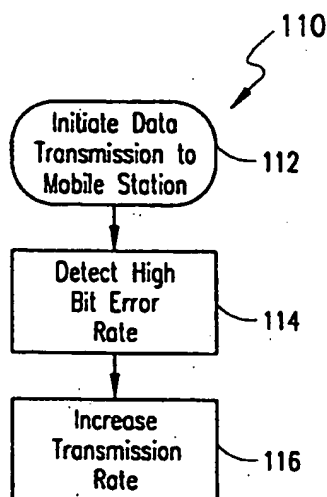 110
Initiate Data
Transmission to
Mobile Station
112
Detect High
Bit Error
Rate
114
Increase
Transmission
Rate
116